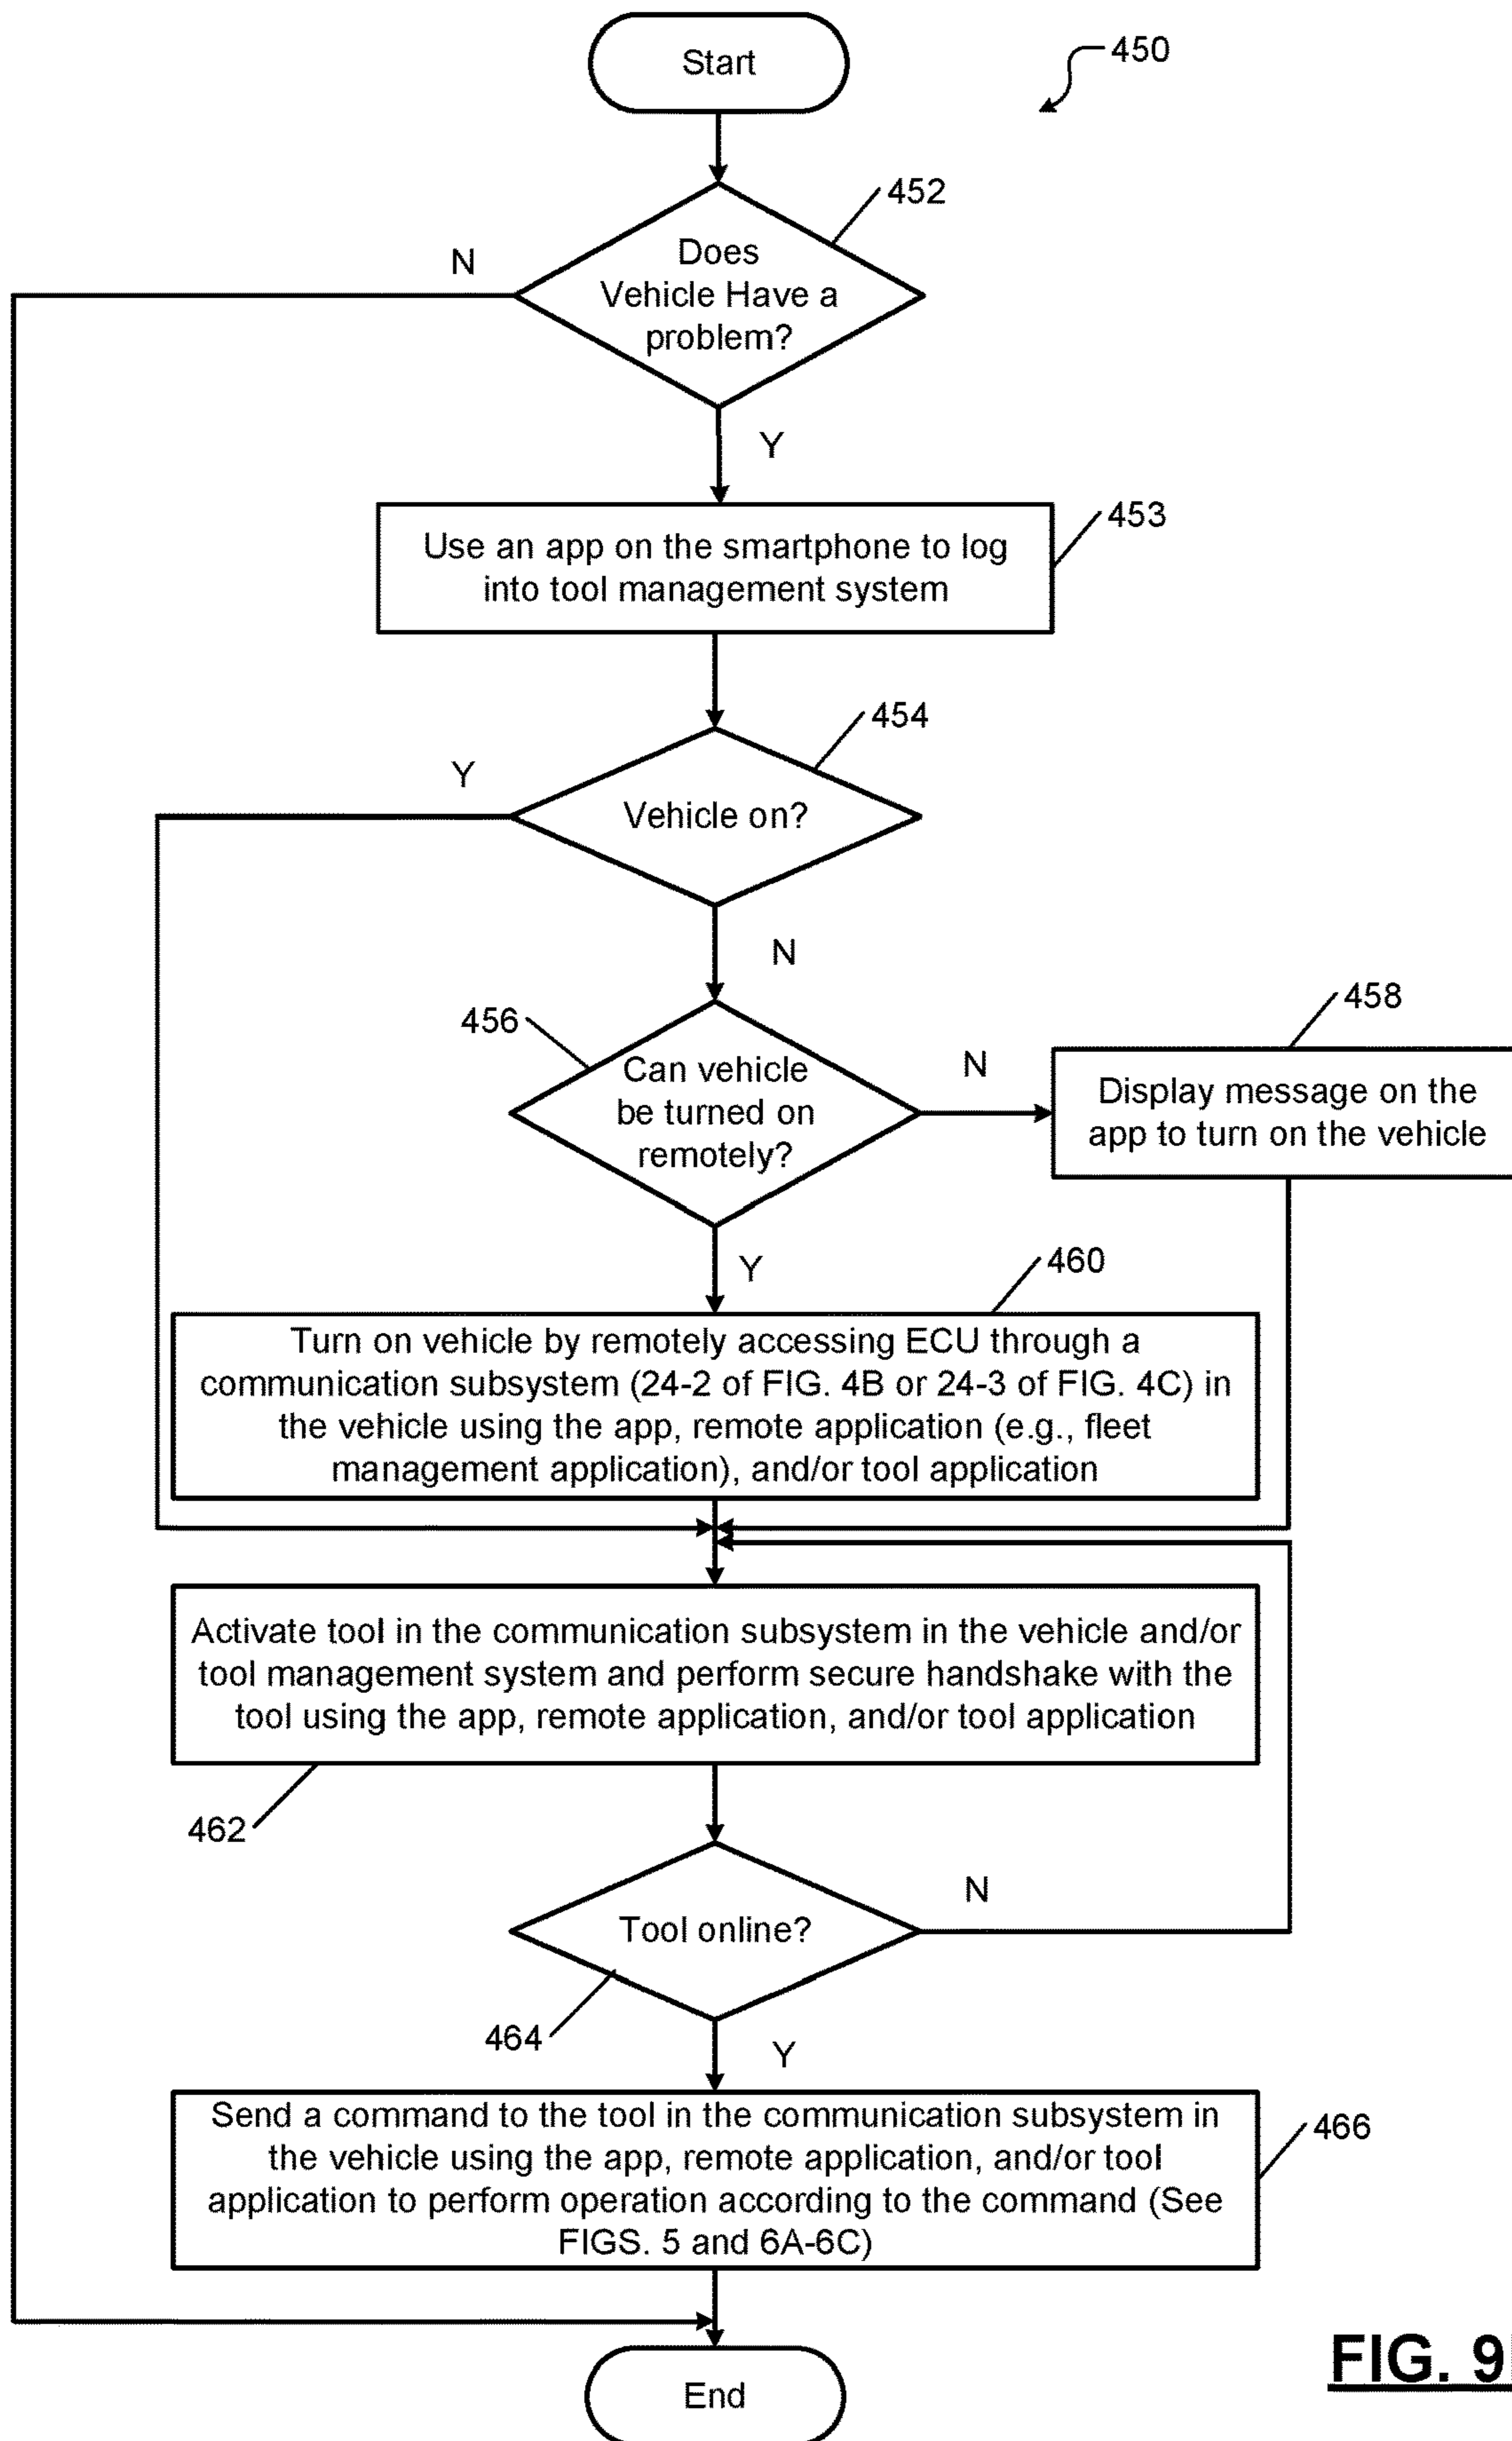 Start
450
452
Does
Vehicle Have a
problem?
N
Y
453
Use an app on the smartphone to log
into tool management system
454
Y
Vehicle on?
N
456
Can vehicle
be turned on
remotely?
N
458
Display message on the
app to turn on the vehicle
Y
460
Turn on vehicle by remotely accessing ECU through a
communication subsystem (24-2 of FIG. 4B or 24-3 of FIG. 4C) in
the vehicle using the app, remote application (e.g., fleet
management application), and/or tool application
Activate tool in the communication subsystem in the vehicle and/or
tool management system and perform secure handshake with the
tool using the app, remote application, and/or tool application
462
Tool online?
N
464
Y
Send a command to the tool in the communication subsystem in
the vehicle using the app, remote application, and/or tool
application to perform operation according to the command (See
FIGS. 5 and 6A-6C)
466
End
FIG.